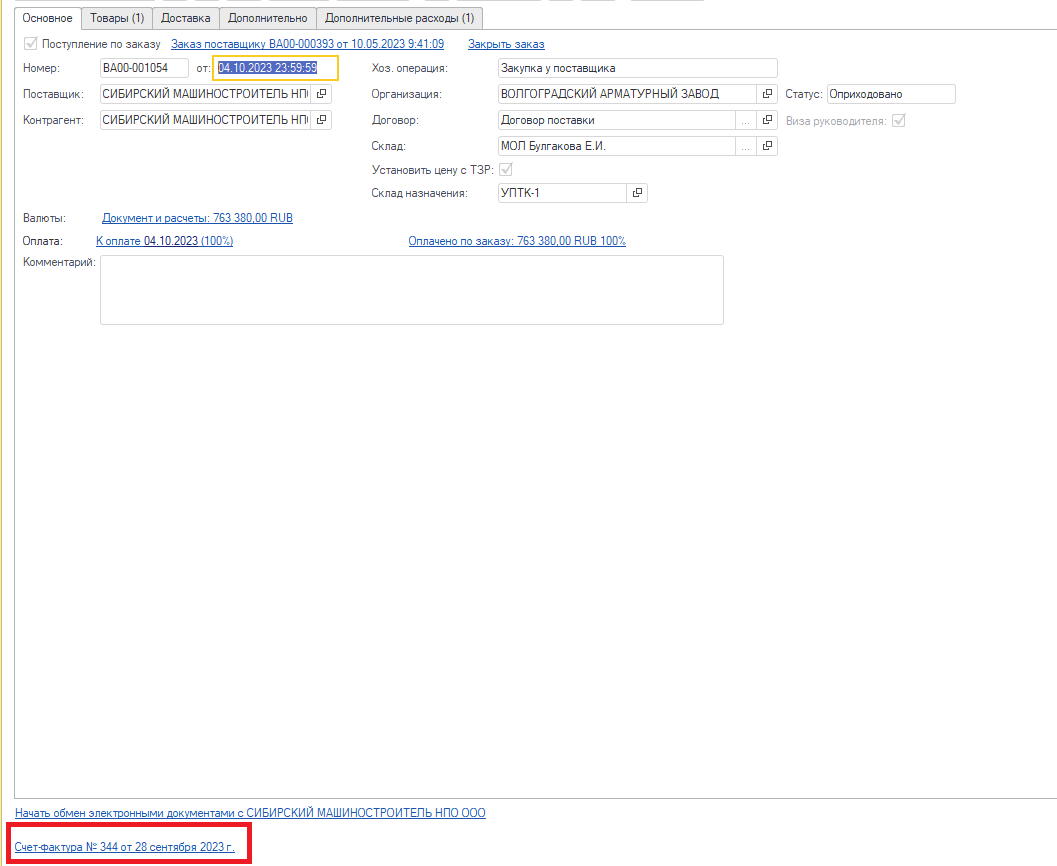 Основное Товары (1) Доставка Дополнительно Дополнительные расходы (1)
Поступление по заказу Заказ поставщику ВА00-000393 от 10.05.2023 9:41:09 Закрыть заказ
Номер: ВА00-001054 от: 04.10.2023 23:59:59 Хоз. операция: Закупка у поставщика
Поставщик: СИБИРСКИЙ МАШИНОСТРОИТЕЛЬ НПО Организация: ВОЛГОГРАДСКИЙ АРМАТУРНЫЙ ЗАВОД Статус: Оприходовано
Контрагент: СИБИРСКИЙ МАШИНОСТРОИТЕЛЬ НПО Договор: Договор поставки ... Виза руководителя:
Склад: МОЛ Булгакова Е.И. ...
Установить цену с ТЗР:
Склад назначения: УПТК-1
Валюты: Документ и расчеты: 763 380,00 RUB
Оплата: К оплате 04.10.2023 (100%) Оплачено по заказу: 763 380,00 RUB 100%
Комментарий:
Начать обмен электронными документами с СИБИРСКИЙ МАШИНОСТРОИТЕЛЬ НПО ООО
Счет-фактура № 344 от 28 сентября 2023 г.